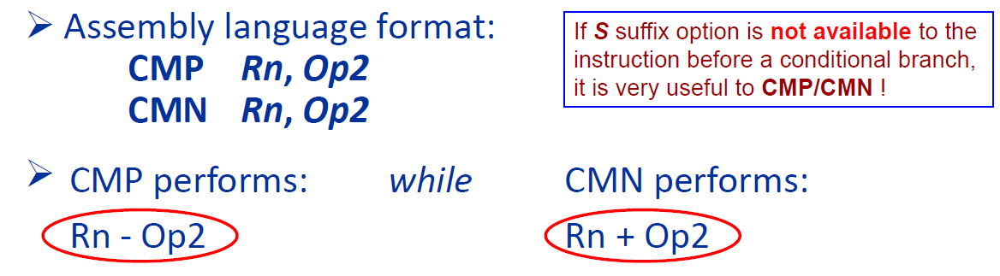 ➢ Assembly language format:
CMP Rn, Op2
CMN Rn, Op2
If S suffix option is not available to the
instruction before a conditional branch,
it is very useful to CMP/CMN !
➢ CMP performs: while CMN performs:
Rn - Op2 Rn + Op2